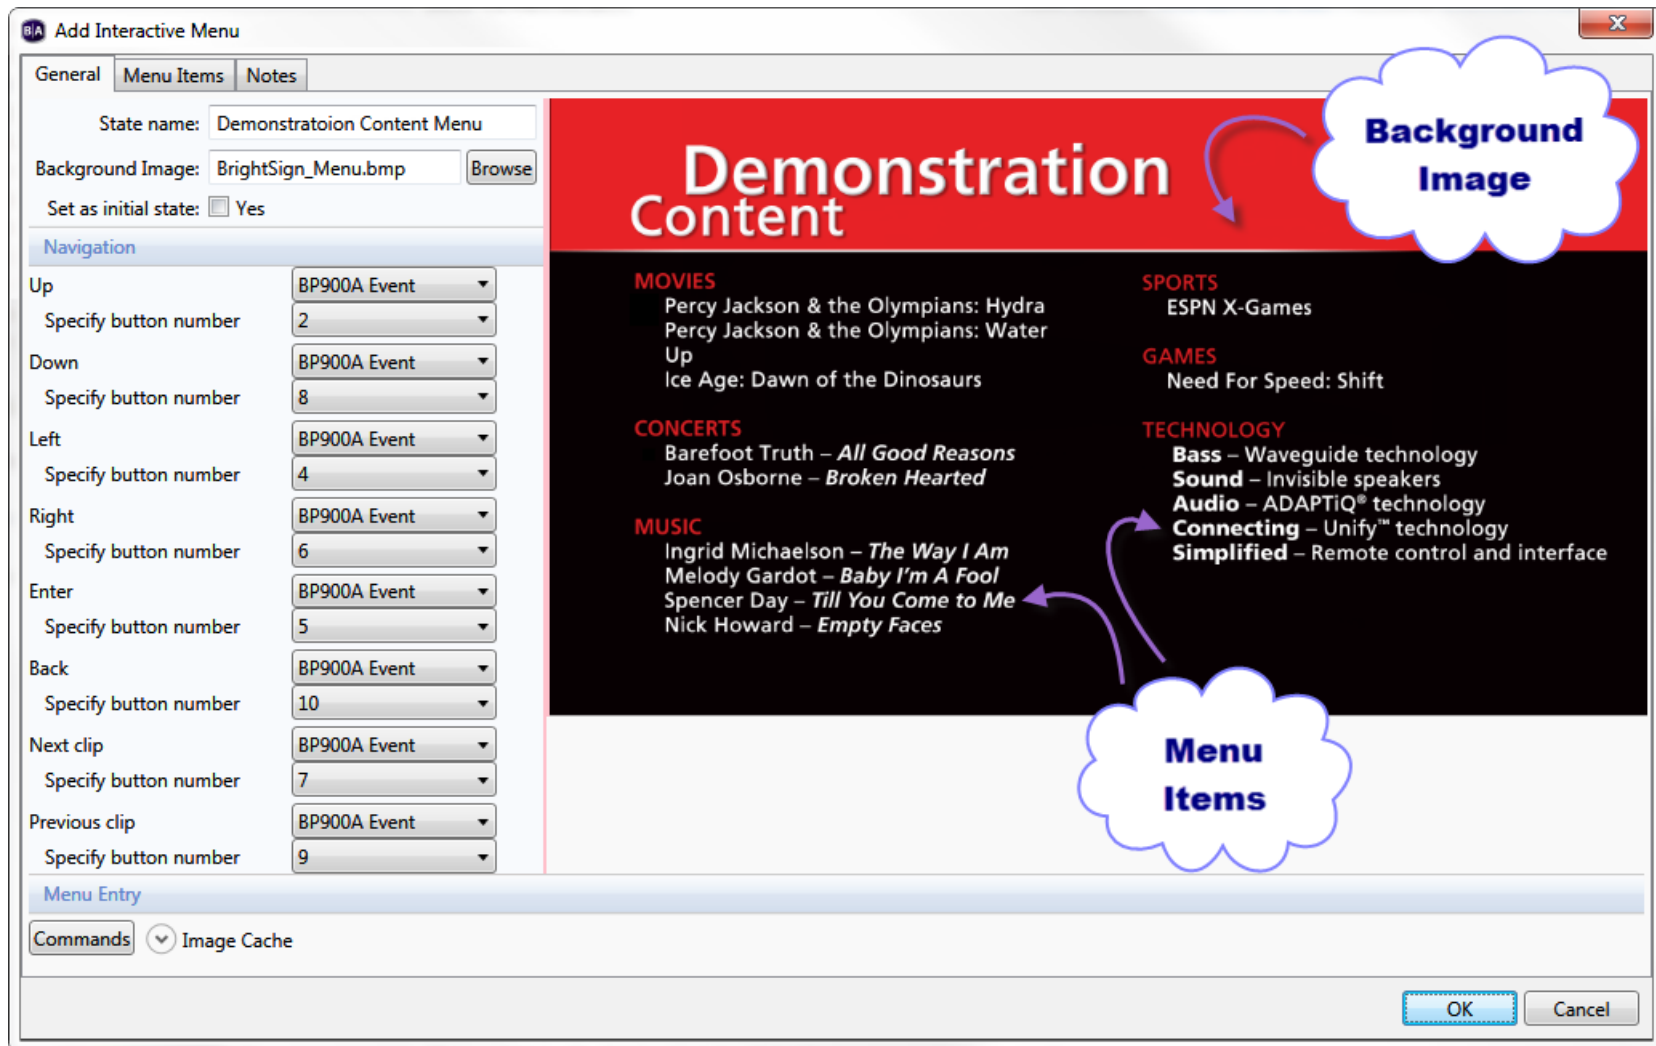 BA Add Interactive Menu
X
General Menu Items Notes
State name: Demonstratoion Content Menu
Background Image: BrightSign_Menu.bmp Browse
Set as initial state: Yes
Navigation
Up BP900A Event
Specify button number 2
Down BP900A Event
Specify button number 8
Left BP900A Event
Specify button number 4
Right BP900A Event
Specify button number 6
Enter BP900A Event
Specify button number 5
Back BP900A Event
Specify button number 10
Next clip BP900A Event
Specify button number 7
Previous clip BP900A Event
Specify button number 9
Demonstration
Content
MOVIES
Percy Jackson & the Olympians: Hydra
Percy Jackson & the Olympians: Water
Up
Ice Age: Dawn of the Dinosaurs
CONCERTS
Barefoot Truth – All Good Reasons
Joan Osborne – Broken Hearted
MUSIC
Ingrid Michaelson – The Way I Am
Melody Gardot – Baby I'm A Fool
Spencer Day – Till You Come to Me
Nick Howard – Empty Faces
SPORTS
ESPN X-Games
GAMES
Need For Speed: Shift
TECHNOLOGY
Bass – Waveguide technology
Sound – Invisible speakers
Audio – ADAPTiQ® technology
Connecting – Unify™ technology
Simplified – Remote control and interface
Background
Image
Menu
Items
Menu Entry
Commands Image Cache
OK Cancel